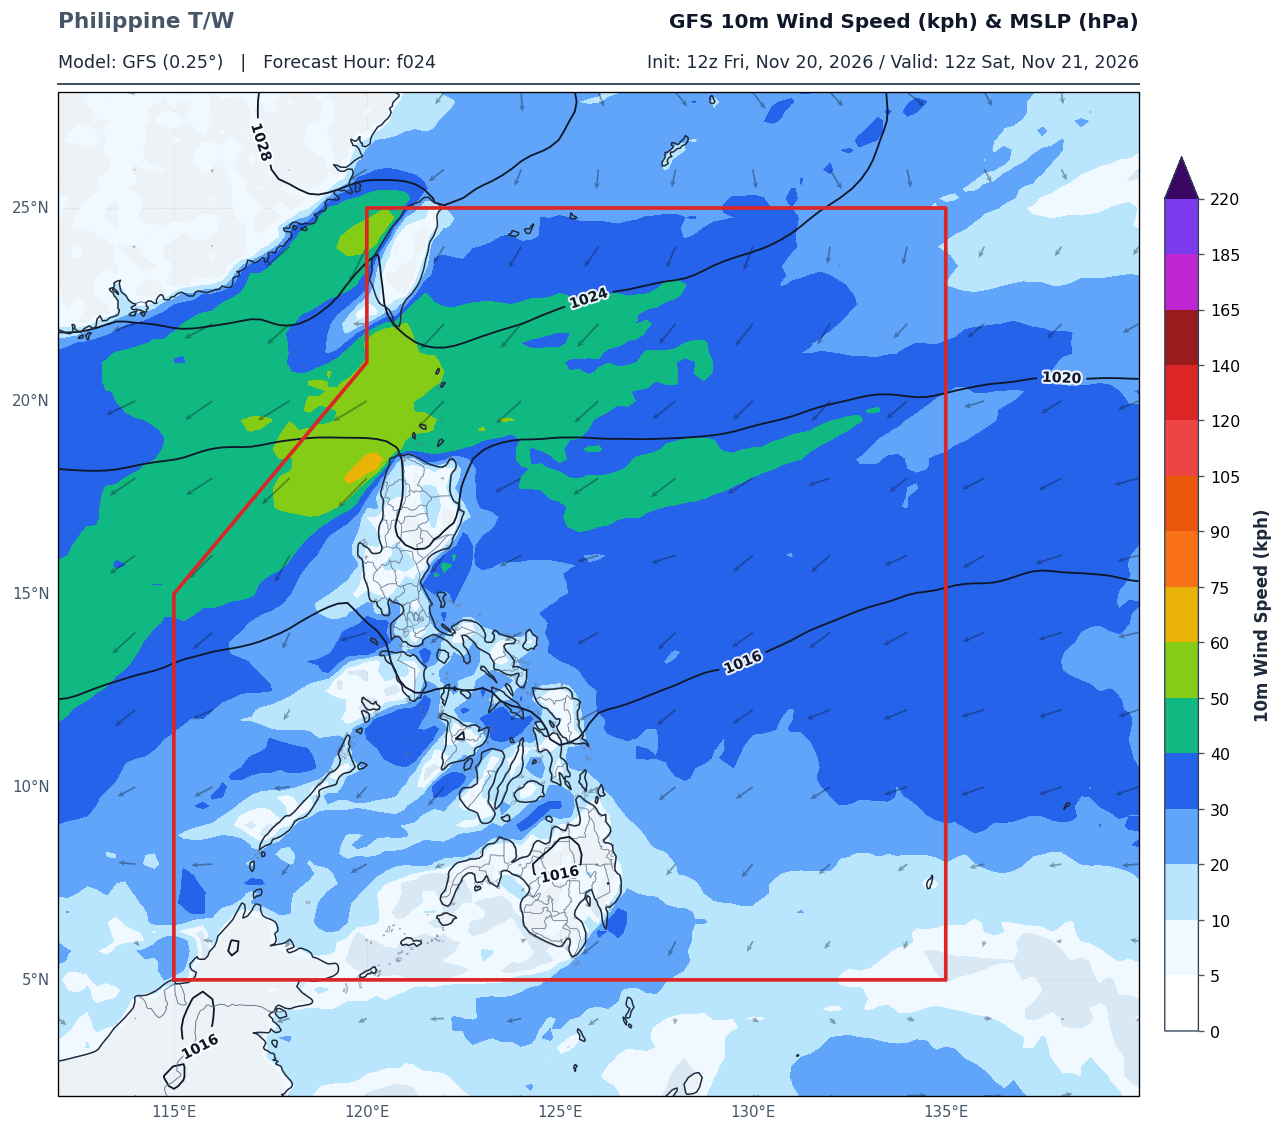 Philippine T/W
GFS 10m Wind Speed (kph) & MSLP (hPa)
Model: GFS (0.25°) | Forecast Hour: f024
Init: 12z Fri, Nov 20, 2026 / Valid: 12z Sat, Nov 21, 2026
1028
25°N
1024
1020
20°N
15°N
1016
10°N
1016
5°N
1016
115°E
120°E
125°E
130°E
135°E
220
185
165
140
120
105
90
75
60
50
40
30
20
10
5
0
10m Wind Speed (kph)